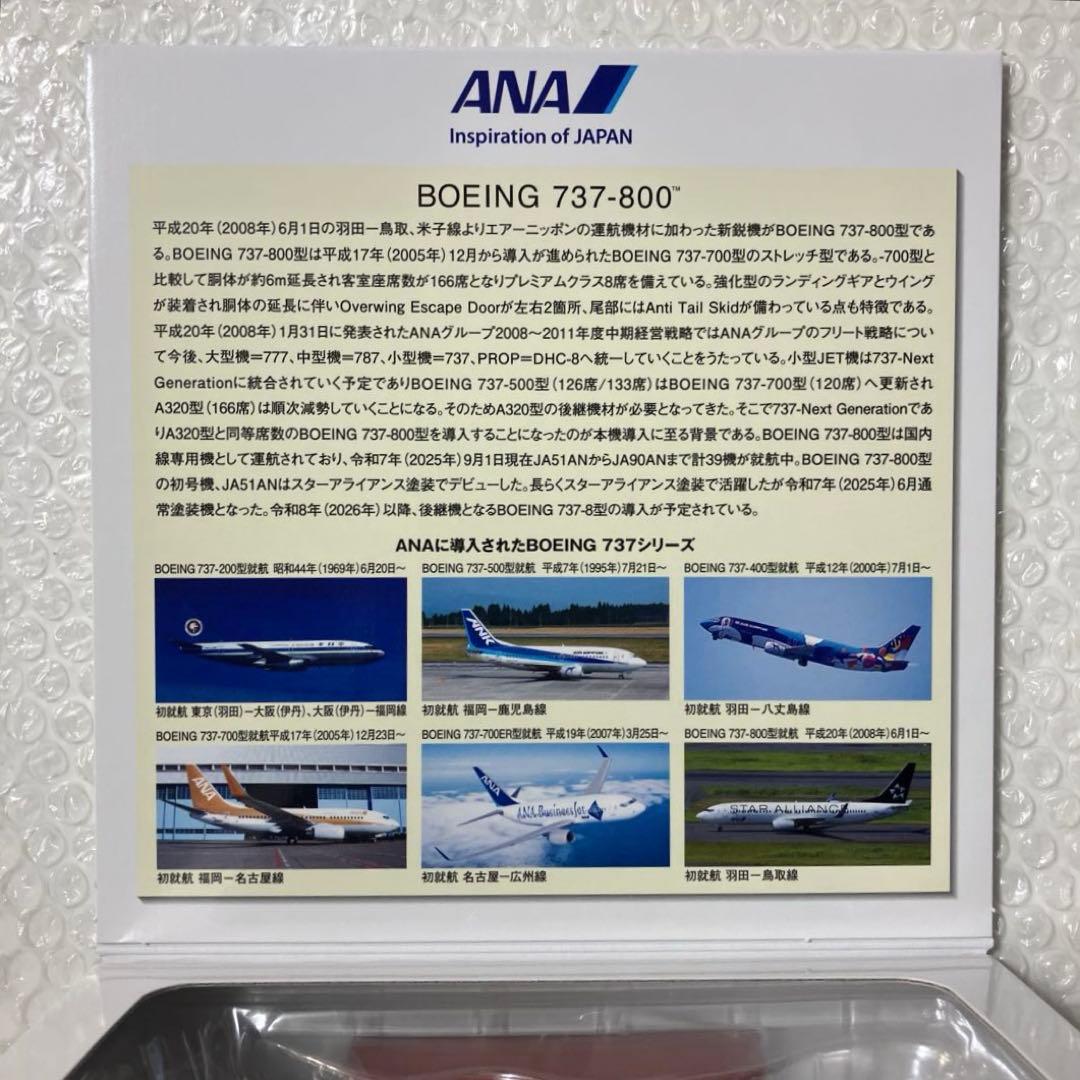 ANA
Inspiration of JAPAN
BOEING 737-800™
平成20年(2008年)6月1日の羽田ー鳥取、米子線よりエアーニッポンの運航機材に加わった新鋭機がBOEING 737-800型であ
る。BOEING 737-800型は平成17年(2005年)12月から導入が進められたBOEING 737-700型のストレッチ型である。-700型と
比較して胴体が約6m延長され客室座席数が166席となりプレミアムクラス8席を備えている。強化型のランディングギアとウイング
が装着され胴体の延長に伴いOverwing Escape Doorが左右2箇所、尾部にはAnti Tail Skidが備わっている点も特徴である。
平成20年(2008年)1月31日に発表されたANAグループ2008〜2011年度中期経営戦略ではANAグループのフリート戦略につい
て今後、大型機=777、中型機=787、小型機=737、PROP=DHC-8へ統一していくことをうたっている。小型JET機は737-Next
Generationに統合されていく予定でありBOEING 737-500型(126席/133席)はBOEING 737-700型(120席)へ更新され
A320型(166席)は順次減勢していくことになる。そのためA320型の後継機材が必要となってきた。そこで737-Next Generationであ
りA320型と同等席数のBOEING 737-800型を導入することになったのが本機導入に至る背景である。BOEING 737-800型は国内
線専用機として運航されており、令和7年(2025年)9月1日現在JA51ANからJA90ANまで計39機が就航中。BOEING 737-800型
の初号機、JA51ANはスターアライアンス塗装でデビューした。長らくスターアライアンス塗装で活躍したが令和7年(2025年)6月通
常塗装機となった。令和8年(2026年)以降、後継機となるBOEING 737-8型の導入が予定されている。
ANAに導入されたBOEING 737シリーズ
BOEING 737-200型就航 昭和44年(1969年)6月20日〜
BOEING 737-500型就航 平成7年(1995年)7月21日〜
BOEING 737-400型就航 平成12年(2000年)7月1日〜
ANK
初就航 東京(羽田)ー大阪(伊丹)、大阪(伊丹)ー福岡線
初就航 福岡ー鹿児島線
初就航 羽田ー八丈島線
BOEING 737-700型就航平成17年(2005年)12月23日〜
BOEING 737-700ER型就航 平成19年(2007年)3月25日〜
BOEING 737-800型就航 平成20年(2008年)6月1日〜
ANA
ANA
ANA BusinessJet
STAR ALLIANCE
初就航 福岡ー名古屋線
初就航 名古屋ー広州線
初就航 羽田ー鳥取線